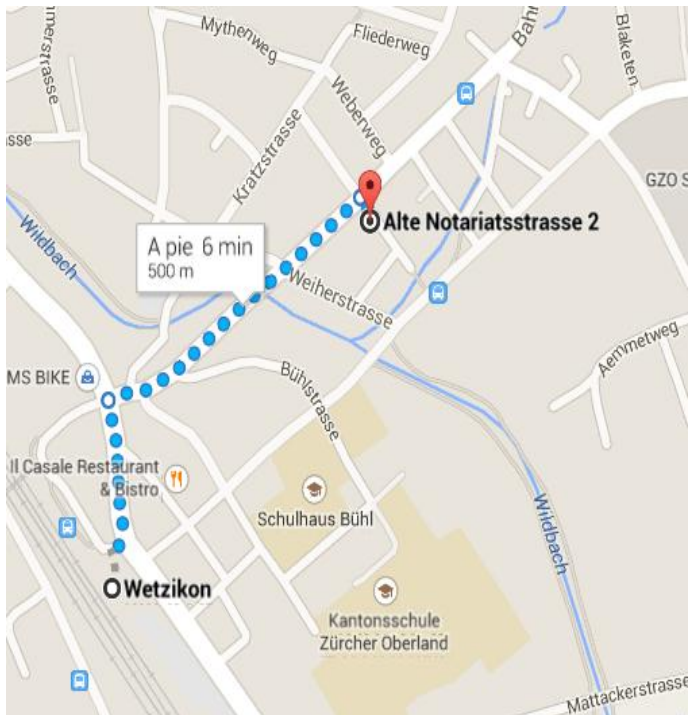 mmerstrasse
Mythenweg
Fliederweg
Bahn
Blaketen
sse
Kratzstrasse
Weberweg
GZO S
Alte Notariatsstrasse 2
Wildbach
A pie 6 min
500 m
Weiherstrasse
Aemmetweg
MS BIKE
Bühlstrasse
Il Casale Restaurant
& Bistro
Schulhaus Bühl
Wildbach
Wetzikon
Kantonsschule
Zürcher Oberland
Mattackerstrasse